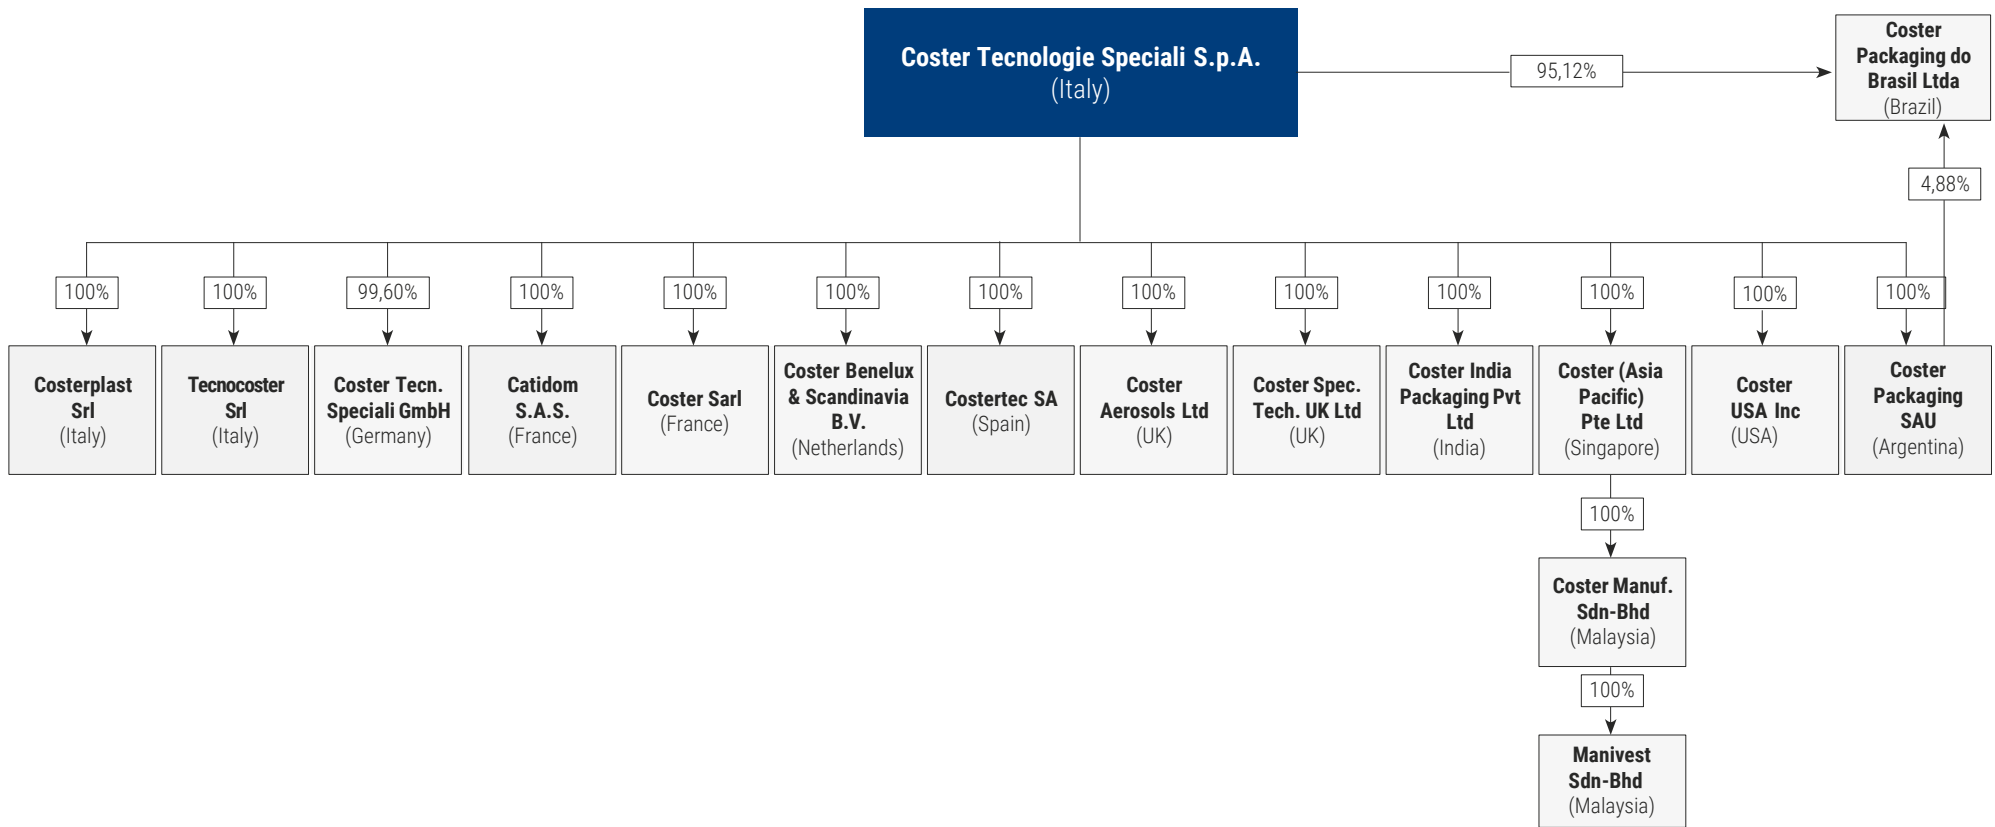 Coster Tecnologie Speciali S.p.A.
(Italy)
95,12%
Coster
Packaging do
Brasil Ltda
(Brazil)
4,88%
100%
100%
99,60%
100%
100%
100%
100%
100%
100%
100%
100%
100%
100%
Costerplast
Srl
(Italy)
Tecnocoster
Srl
(Italy)
Coster Tecn.
Speciali GmbH
(Germany)
Catidom
S.A.S.
(France)
Coster Sarl
(France)
Coster Benelux
& Scandinavia
B.V.
(Netherlands)
Costertec SA
(Spain)
Coster
Aerosols Ltd
(UK)
Coster Spec.
Tech. UK Ltd
(UK)
Coster India
Packaging Pvt
Ltd
(India)
Coster (Asia
Pacific)
Pte Ltd
(Singapore)
Coster
USA Inc
(USA)
Coster
Packaging
SAU
(Argentina)
100%
Coster Manuf.
Sdn-Bhd
(Malaysia)
100%
Manivest
Sdn-Bhd
(Malaysia)